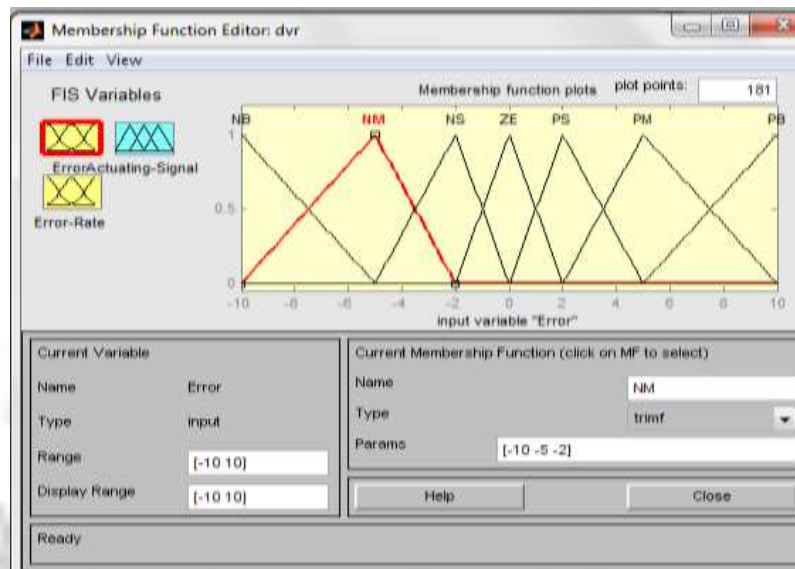 Membership Function Editor: dvr
File Edit View
FIS Variables
Membership function plots plot points: 181
NB NM NS ZE PS PM PB
1
0.5
0
-10 -8 -6 -4 -2 0 2 4 6 8 10
input variable "Error"
ErrorActuating-Signal
Error-Rate
Current Variable
Name Error
Type input
Range [-10 10]
Display Range [-10 10]
Current Membership Function (click on MF to select)
Name NM
Type trimf
Params [-10 -5 -2]
Help Close
Ready